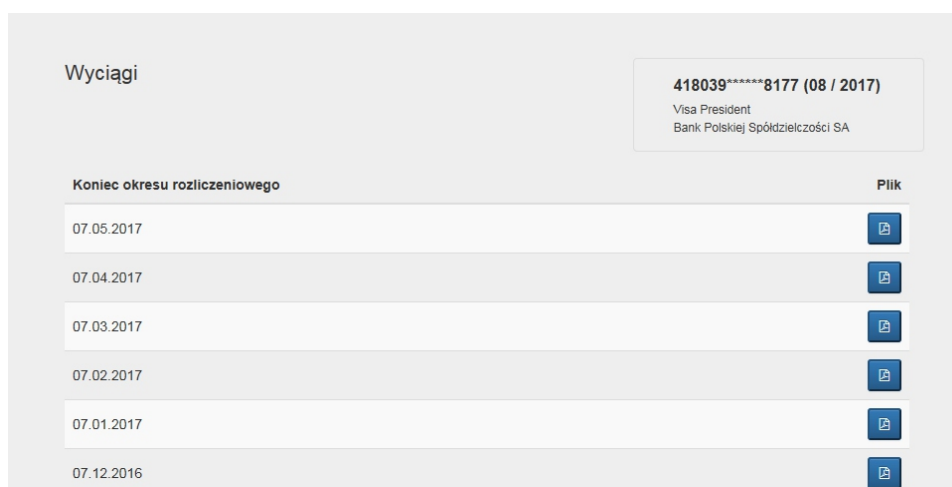 Wyciągi
418039******8177 (08 / 2017)
Visa President
Bank Polskiej Spółdzielczości SA
Koniec okresu rozliczeniowego Plik
07.05.2017
07.04.2017
07.03.2017
07.02.2017
07.01.2017
07.12.2016